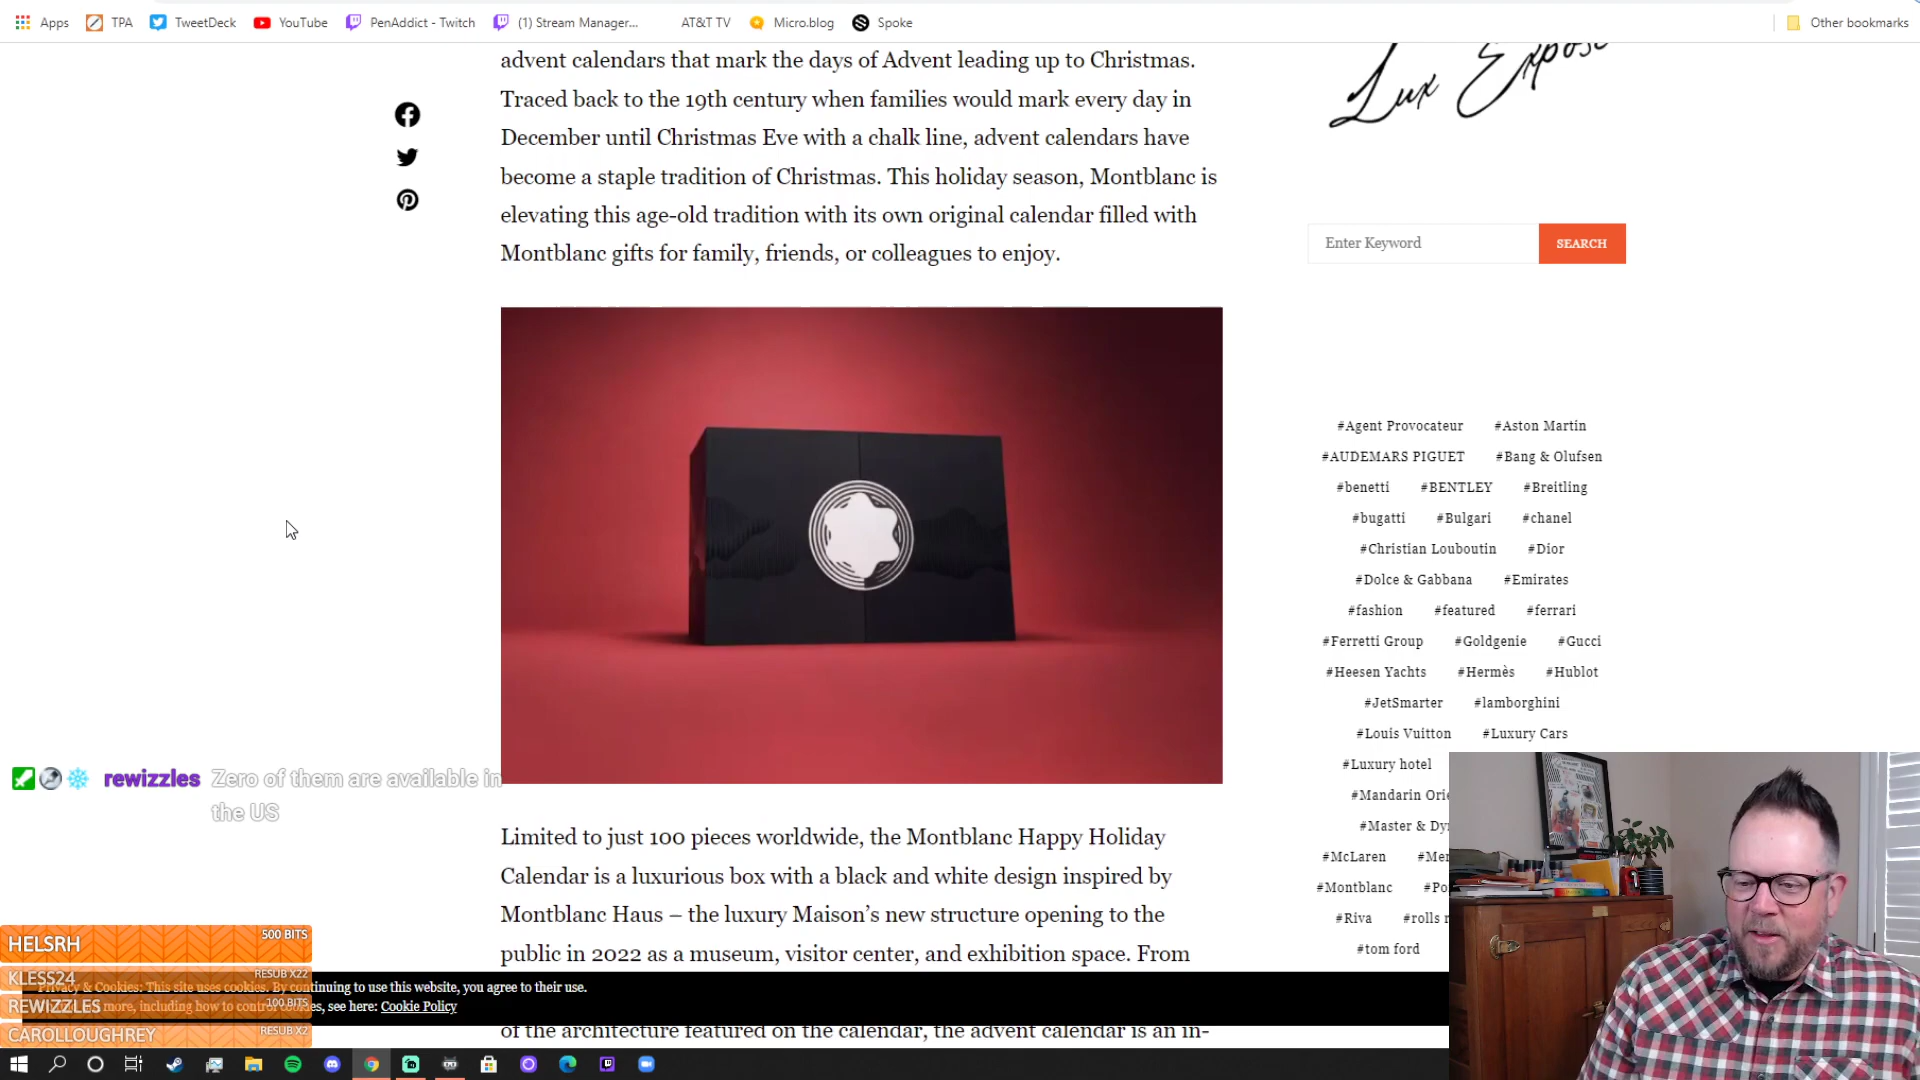 Apps TPA TweetDeck YouTube PenAddict - Twitch (1) Stream Manager... AT&T TV Micro.blog Spoke Other bookmarks
advent calendars that mark the days of Advent leading up to Christmas.
Traced back to the 19th century when families would mark every day in
December until Christmas Eve with a chalk line, advent calendars have
become a staple tradition of Christmas. This holiday season, Montblanc is
elevating this age-old tradition with its own original calendar filled with
Montblanc gifts for family, friends, or colleagues to enjoy.
Lux Exposé
Enter Keyword SEARCH
#Agent Provocateur #Aston Martin
#AUDEMARS PIGUET #Bang & Olufsen
#benetti #BENTLEY #Breitling
#bugatti #Bulgari #chanel
#Christian Louboutin #Dior
#Dolce & Gabbana #Emirates
#fashion #featured #ferrari
#Ferretti Group #Goldgenie #Gucci
#Heesen Yachts #Hermès #Hublot
#JetSmarter #lamborghini
#Louis Vuitton #Luxury Cars
#Luxury hotel
#Mandarin Orie
#Master & Dy
#McLaren #Mer
#Montblanc #Po
#Riva #rolls r
#tom ford
rewizzles Zero of them are available in
the US
Limited to just 100 pieces worldwide, the Montblanc Happy Holiday
Calendar is a luxurious box with a black and white design inspired by
Montblanc Haus – the luxury Maison’s new structure opening to the
public in 2022 as a museum, visitor center, and exhibition space. From
of the architecture featured on the calendar, the advent calendar is an in-
HELSRH 500 BITS
KLESS24 RESUB X22
REWIZZLES 100 BITS
CAROLLOUGHREY RESUB X2
Privacy & Cookies: This site uses cookies. By continuing to use this website, you agree to their use.
more, including how to control cookies, see here: Cookie Policy